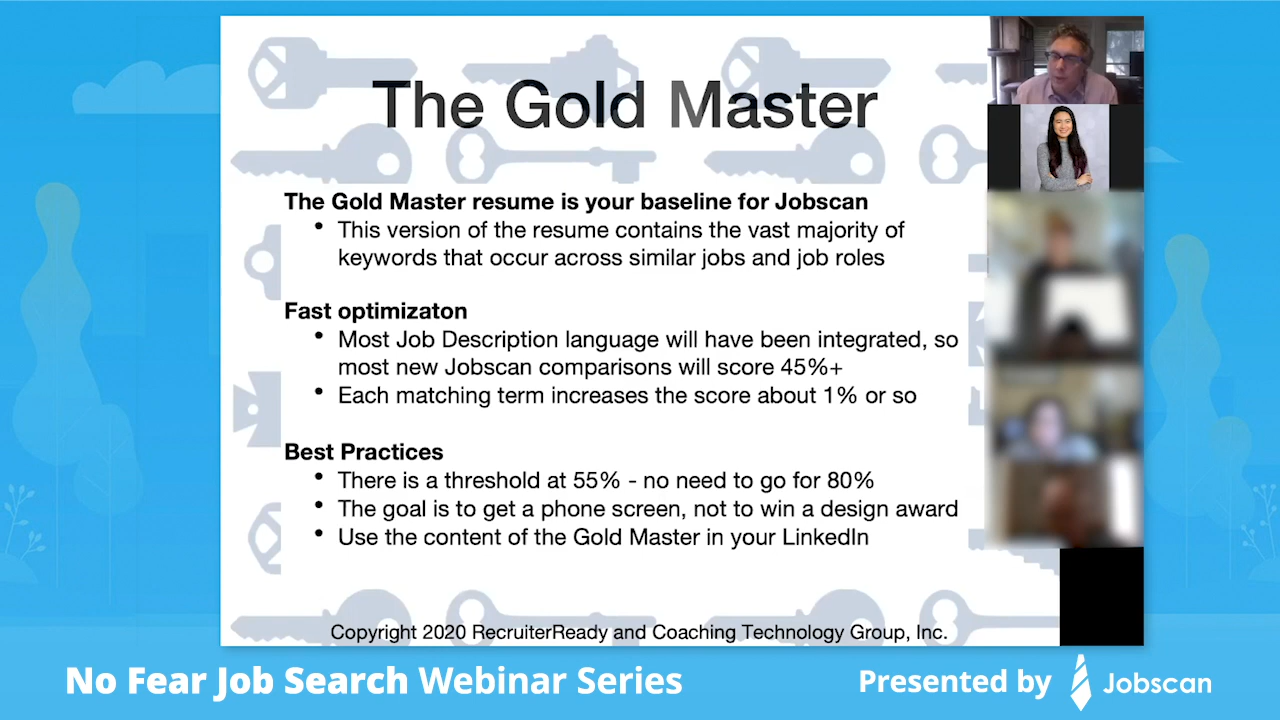 The Gold Master
The Gold Master resume is your baseline for Jobscan
• This version of the resume contains the vast majority of
keywords that occur across similar jobs and job roles
Fast optimizaton
• Most Job Description language will have been integrated, so
most new Jobscan comparisons will score 45%+
• Each matching term increases the score about 1% or so
Best Practices
• There is a threshold at 55% - no need to go for 80%
• The goal is to get a phone screen, not to win a design award
• Use the content of the Gold Master in your LinkedIn
Copyright 2020 RecruiterReady and Coaching Technology Group, Inc.
No Fear Job Search Webinar Series
Presented by Jobscan